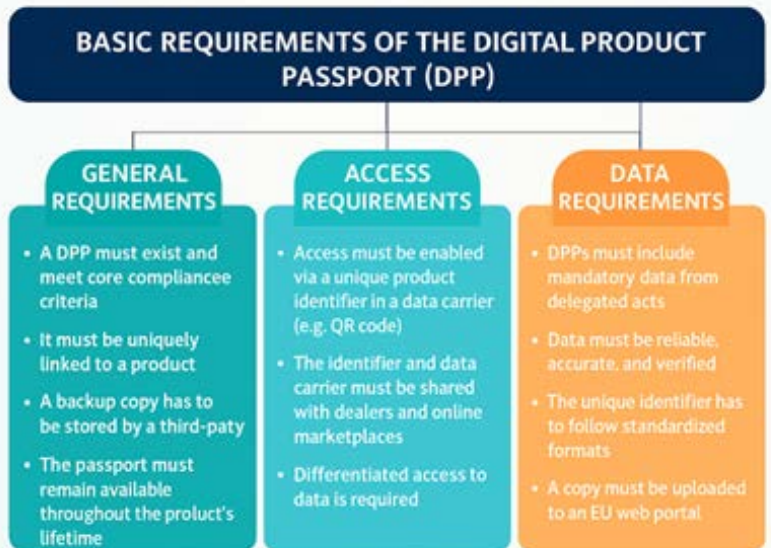 BASIC REQUIREMENTS OF THE DIGITAL PRODUCT
PASSPORT (DPP)
GENERAL
REQUIREMENTS
• A DPP must exist and
meet core compliancee
criteria
• It must be uniquely
linked to a product
• A backup copy has to
be stored by a third-paty
• The passport must
remain available
throughout the proluct's
lifetime
ACCESS
REQUIREMENTS
• Access must be enabled
via a unique product
identifier in a data carrier
(e.g. QR code)
• The identifier and data
carrier must be shared
with dealers and online
marketplaces
• Differentiated access to
data is required
DATA
REQUIREMENTS
• DPPs must include
mandatory data from
delegated acts
• Data must be reliable,
accurate, and verified
• The unique identifier has
to follow standardized
formats
• A copy must be uploaded
to an EU web portal